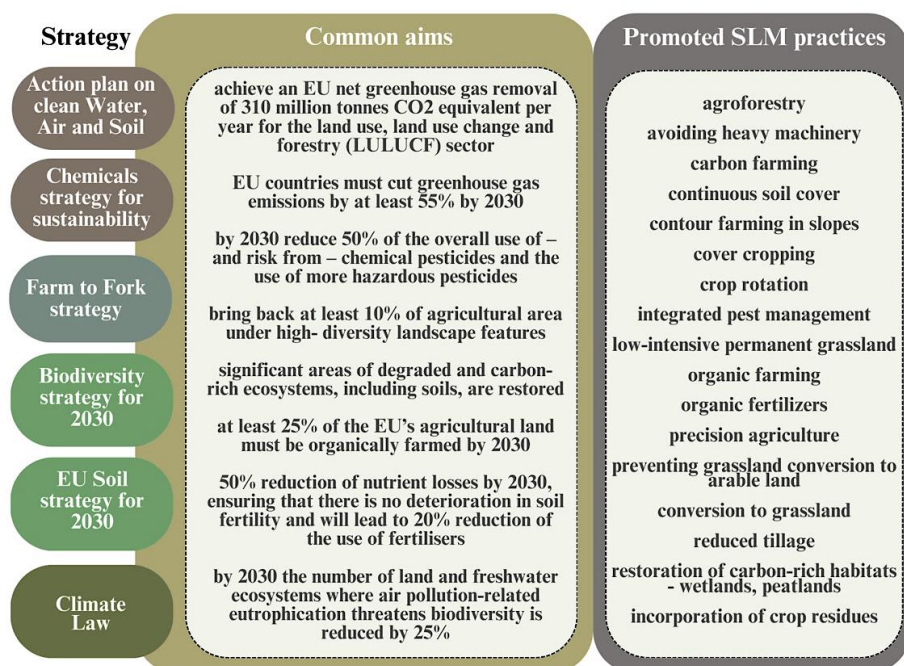 Strategy
Action plan on
clean Water,
Air and Soil
Chemicals
strategy for
sustainability
Farm to Fork
strategy
Biodiversity
strategy for
2030
EU Soil
strategy for
2030
Climate
Law
Common aims
achieve an EU net greenhouse gas removal
of 310 million tonnes CO2 equivalent per
year for the land use, land use change and
forestry (LULUCF) sector
EU countries must cut greenhouse gas
emissions by at least 55% by 2030
by 2030 reduce 50% of the overall use of –
and risk from – chemical pesticides and the
use of more hazardous pesticides
bring back at least 10% of agricultural area
under high- diversity landscape features
significant areas of degraded and carbon-
rich ecosystems, including soils, are restored
at least 25% of the EU's agricultural land
must be organically farmed by 2030
50% reduction of nutrient losses by 2030,
ensuring that there is no deterioration in soil
fertility and will lead to 20% reduction of
the use of fertilisers
by 2030 the number of land and freshwater
ecosystems where air pollution-related
eutrophication threatens biodiversity is
reduced by 25%
Promoted SLM practices
agroforestry
avoiding heavy machinery
carbon farming
continuous soil cover
contour farming in slopes
cover cropping
crop rotation
integrated pest management
low-intensive permanent grassland
organic farming
organic fertilizers
precision agriculture
preventing grassland conversion to
arable land
conversion to grassland
reduced tillage
restoration of carbon-rich habitats
- wetlands, peatlands
incorporation of crop residues